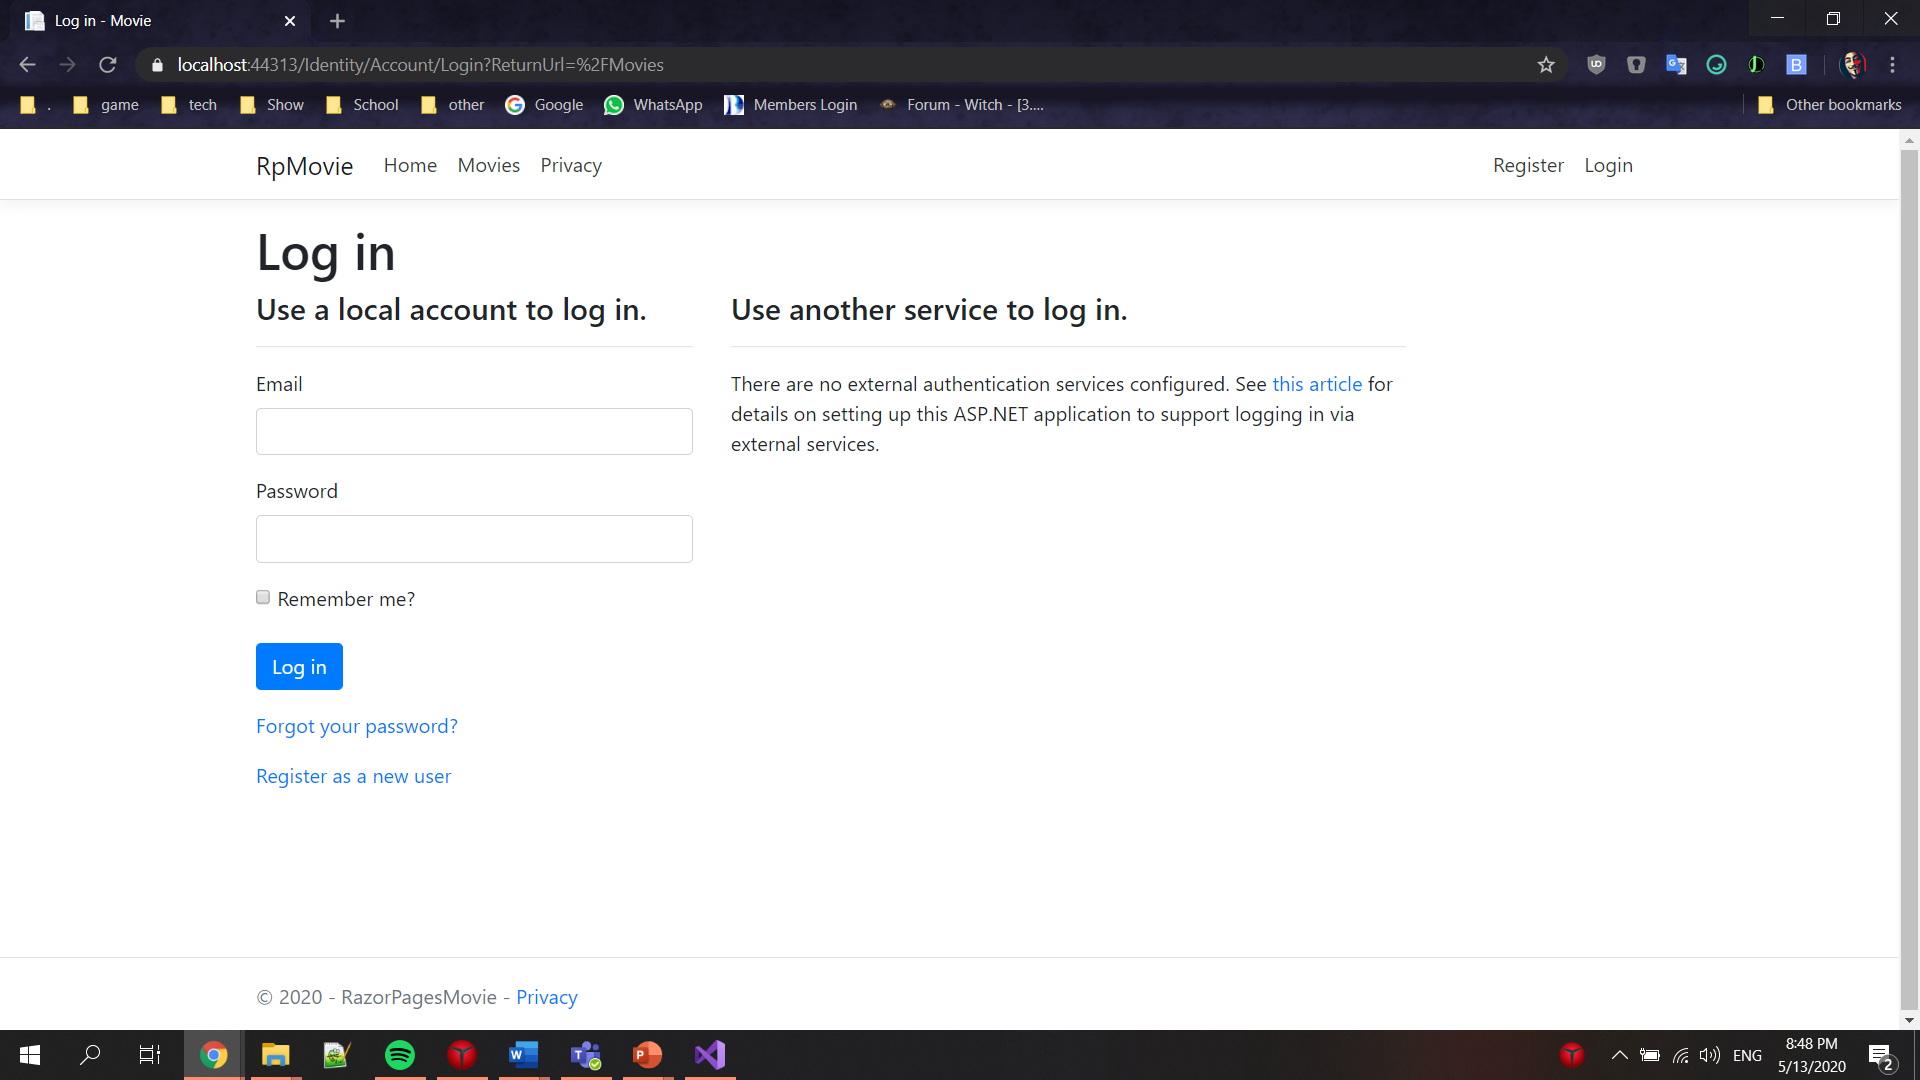 Log in - Movie
localhost:44313/Identity/Account/Login?ReturnUrl=%2FMovies
. game tech Show School other Google WhatsApp Members Login Forum - Witch - [3.... Other bookmarks
RpMovie Home Movies Privacy Register Login
Log in
Use a local account to log in.
Email
Password
Remember me?
Log in
Forgot your password?
Register as a new user
Use another service to log in.
There are no external authentication services configured. See this article for
details on setting up this ASP.NET application to support logging in via
external services.
© 2020 - RazorPagesMovie - Privacy
ENG
8:48 PM
5/13/2020
2